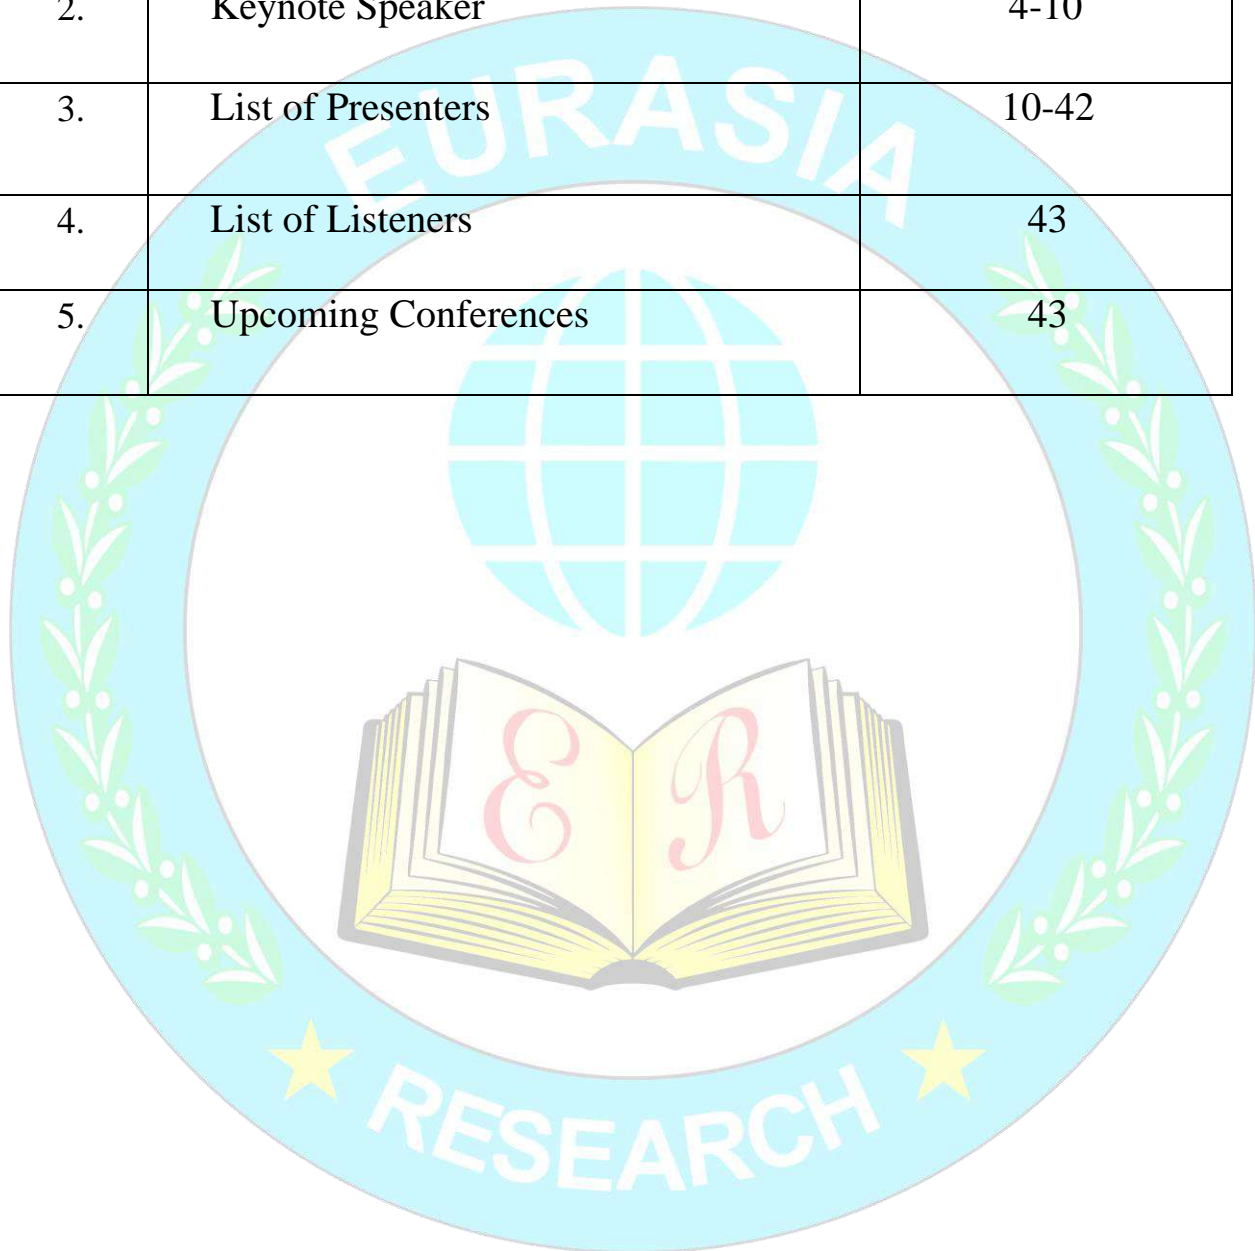 2. Keynote Speaker 4-10
3. List of Presenters 10-42
4. List of Listeners 43
5. Upcoming Conferences 43
EURASIA
E R
RESEARCH